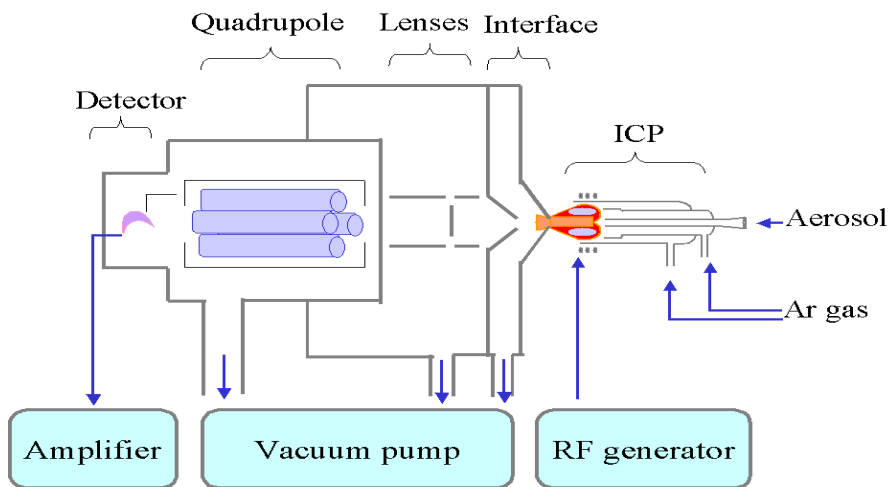 Quadrupole
Lenses
Interface
Detector
ICP
Aerosol
Ar gas
Amplifier
Vacuum pump
RF generator